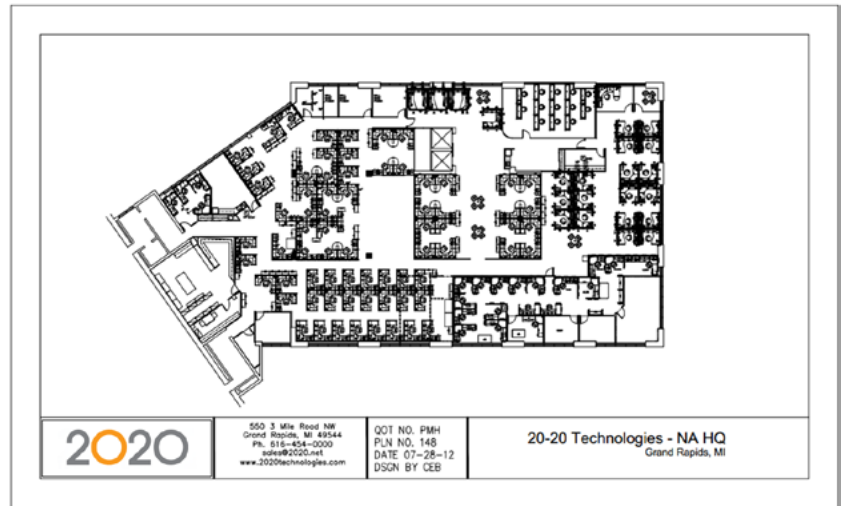 2020
550 3 Mile Road NW
Grand Rapids, MI 49544
Ph. 616-454-0000
sales@2020.net
www.2020technologies.com
QOT NO. PMH
PLN NO. 148
DATE 07-28-12
DSGN BY CEB
20-20 Technologies - NA HQ
Grand Rapids, MI